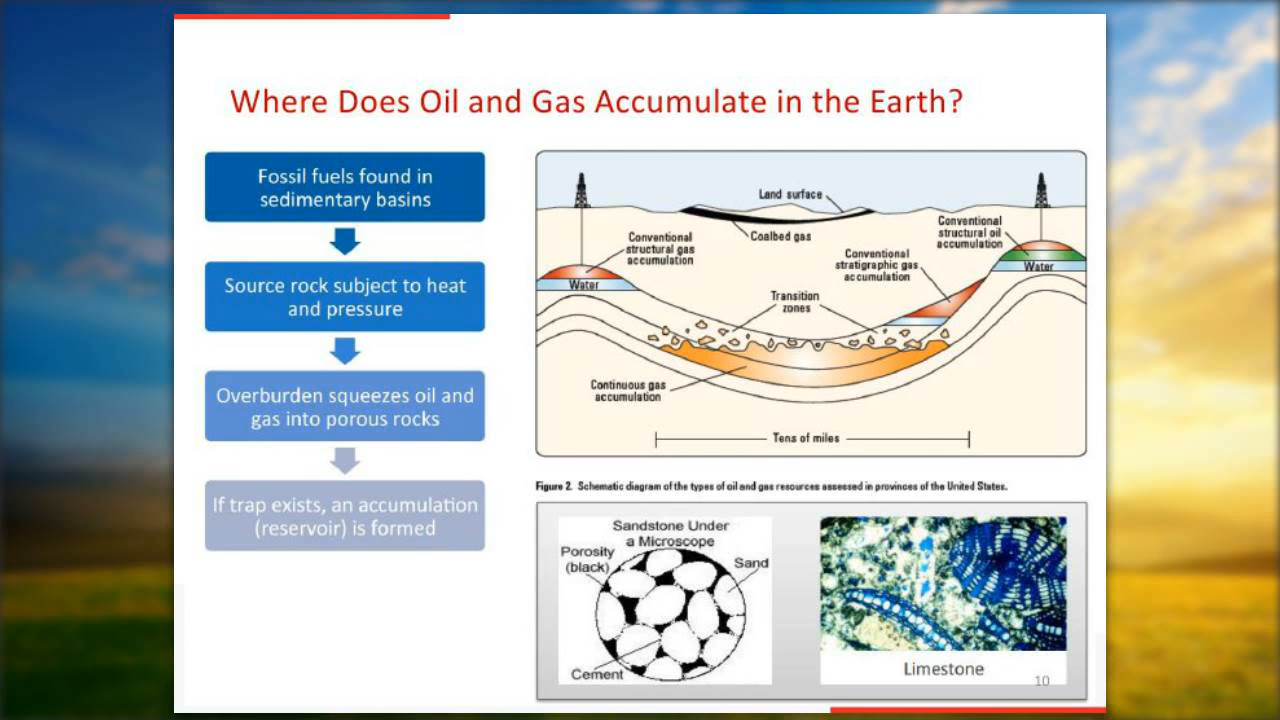 Where Does Oil and Gas Accumulate in the Earth?
Fossil fuels found in
sedimentary basins
Source rock subject to heat
and pressure
Overburden squeezes oil and
gas into porous rocks
If trap exists, an accumulation
(reservoir) is formed
Land surface
Coalbed gas
Conventional
structural gas
accumulation
Water
Conventional
stratigraphic gas
accumulation
Conventional
structural oil
accumulation
Water
Transition
zones
Continuous gas
accumulation
Tens of miles
Figure 2. Schematic diagram of the types of oil and gas resources assessed in provinces of the United States.
Sandstone Under
a Microscope
Porosity
(black)
Sand
Cement
Limestone
10